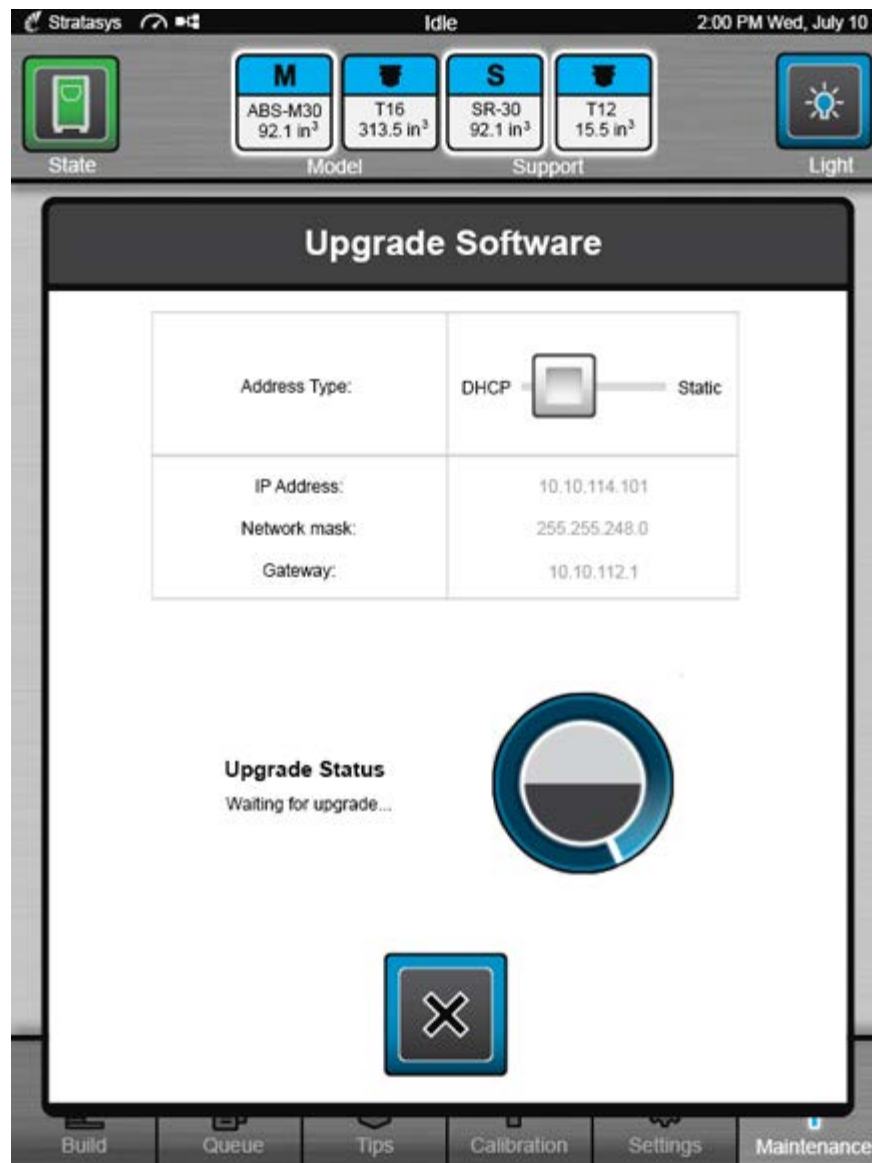 Stratasys Idle 2:00 PM Wed, July 10
M S
ABS-M30 T16 SR-30 T12
92.1 in³ 313.5 in³ 92.1 in³ 15.5 in³
State Model Support Light
Upgrade Software
Address Type: DHCP Static
IP Address: 10.10.114.101
Network mask: 255.255.248.0
Gateway: 10.10.112.1
Upgrade Status
Waiting for upgrade...
Build Queue Tips Calibration Settings Maintenance